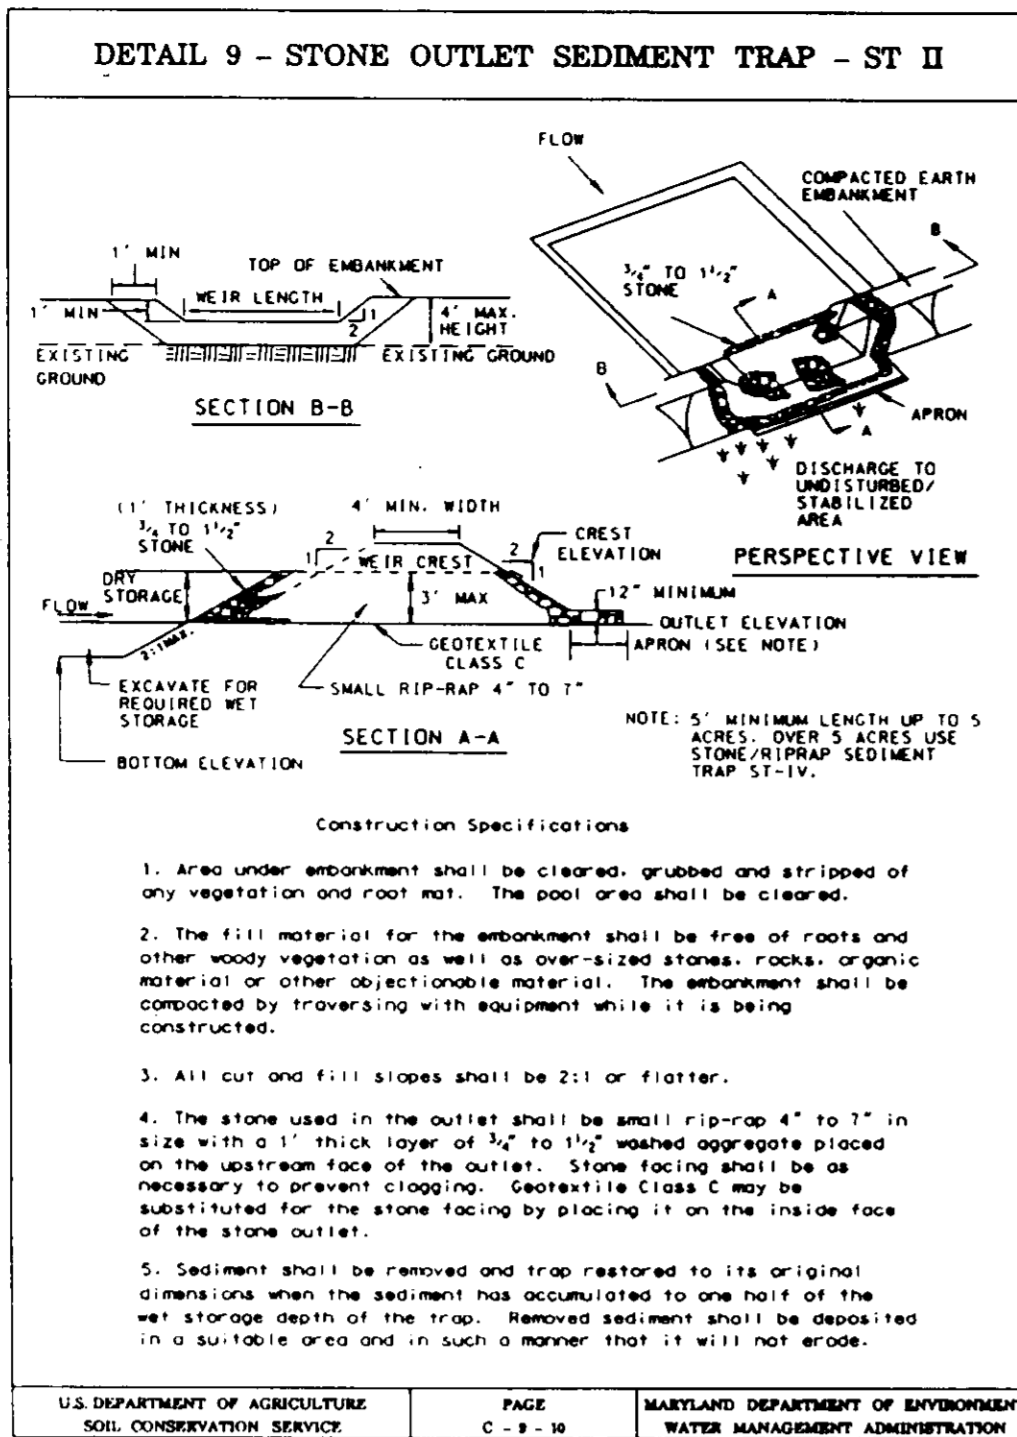 DETAIL 9 - STONE OUTLET SEDIMENT TRAP - ST II
FLOW
COMPACTED EARTH
EMBANKMENT
B
1' MIN
TOP OF EMBANKMENT
3/4" TO 1 1/2"
STONE
A
WEIR LENGTH
1' MIN
1
2
4' MAX.
HEIGHT
EXISTING
GROUND
EXISTING GROUND
B
SECTION B-B
APRON
A
DISCHARGE TO
UNDISTURBED/
STABILIZED
AREA
PERSPECTIVE VIEW
(1' THICKNESS)
3/4 TO 1 1/2"
STONE
4' MIN. WIDTH
2
1
WEIR CREST
2
1
CREST
ELEVATION
DRY
STORAGE
FLOW
3' MAX
12" MINIMUM
OUTLET ELEVATION
2:1 MAX.
GEOTEXTILE
CLASS C
APRON (SEE NOTE)
EXCAVATE FOR
REQUIRED WET
STORAGE
SMALL RIP-RAP 4" TO 7"
SECTION A-A
BOTTOM ELEVATION
NOTE: 5' MINIMUM LENGTH UP TO 5
ACRES. OVER 5 ACRES USE
STONE/RIPRAP SEDIMENT
TRAP ST-IV.
Construction Specifications
1. Area under embankment shall be cleared, grubbed and stripped of
any vegetation and root mat. The pool area shall be cleared.
2. The fill material for the embankment shall be free of roots and
other woody vegetation as well as over-sized stones, rocks, organic
material or other objectionable material. The embankment shall be
compacted by traversing with equipment while it is being
constructed.
3. All cut and fill slopes shall be 2:1 or flatter.
4. The stone used in the outlet shall be small rip-rap 4" to 7" in
size with a 1' thick layer of 3/4" to 1 1/2" washed aggregate placed
on the upstream face of the outlet. Stone facing shall be as
necessary to prevent clogging. Geotextile Class C may be
substituted for the stone facing by placing it on the inside face
of the stone outlet.
5. Sediment shall be removed and trap restored to its original
dimensions when the sediment has accumulated to one half of the
wet storage depth of the trap. Removed sediment shall be deposited
in a suitable area and in such a manner that it will not erode.
U.S. DEPARTMENT OF AGRICULTURE
SOIL CONSERVATION SERVICE
PAGE
C - 9 - 10
MARYLAND DEPARTMENT OF ENVIRONMENT
WATER MANAGEMENT ADMINISTRATION